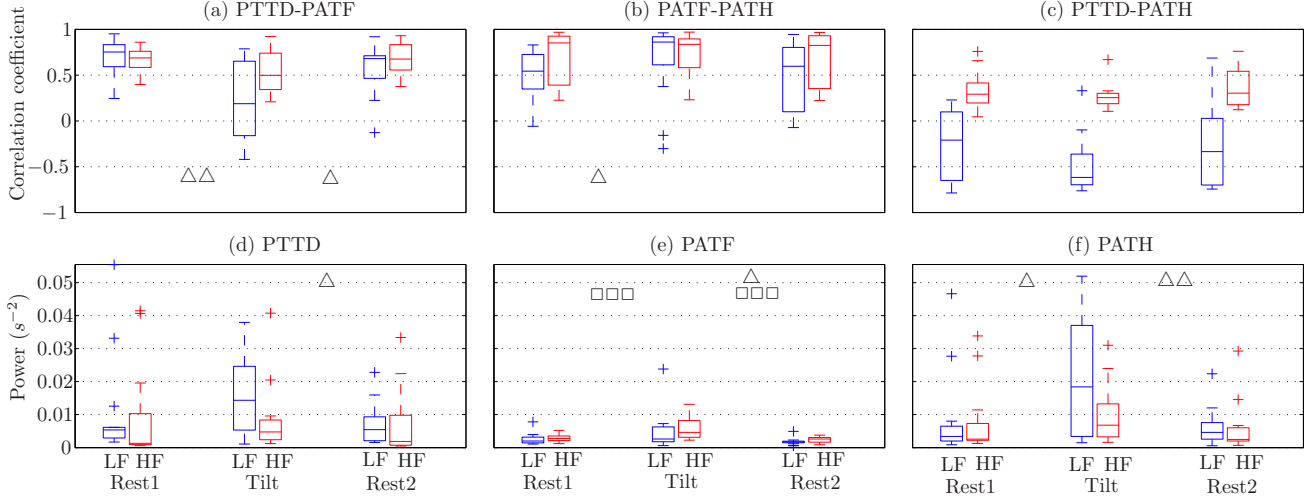 (a) PTTD-PATF
(b) PATF-PATH
(c) PTTD-PATH
Correlation coefficient
1
0.5
0
−0.5
−1
(d) PTTD
(e) PATF
(f) PATH
Power (s⁻²)
0.05
0.04
0.03
0.02
0.01
0
LF HF LF HF LF HF
Rest1 Tilt Rest2
LF HF LF HF LF HF
Rest1 Tilt Rest2
LF HF LF HF LF HF
Rest1 Tilt Rest2